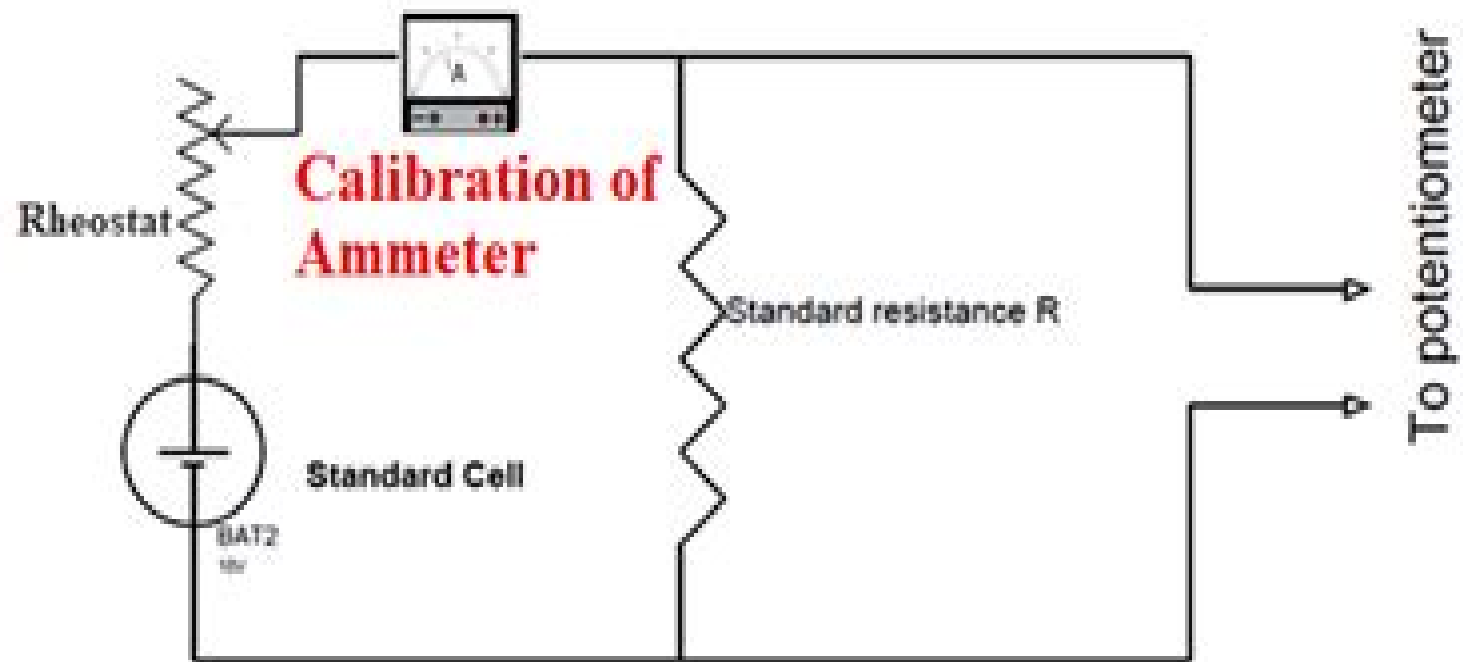 A
Calibration of
Ammeter
Rheostat
Standard resistance R
To potentiometer
Standard Cell
BAT2